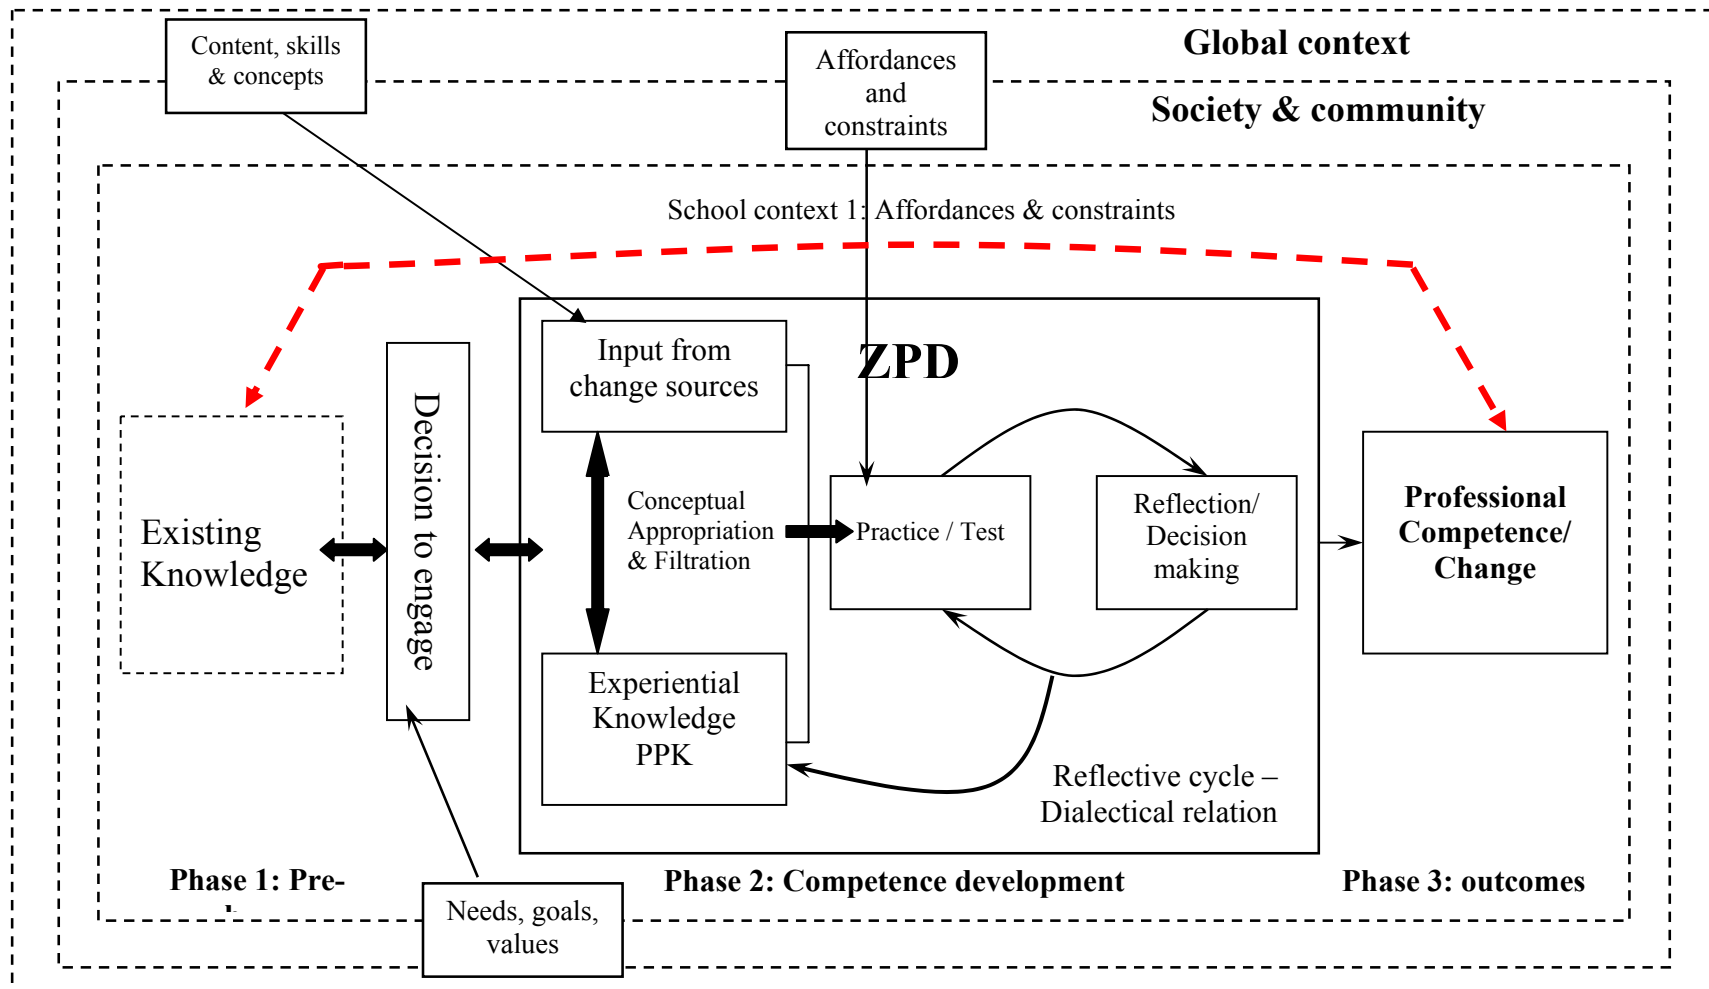 Content, skills
& concepts
Affordances
and
constraints
Global context
Society & community
School context 1: Affordances & constraints
Input from
change sources
ZPD
Decision to engage
Existing
Knowledge
Conceptual
Appropriation
& Filtration
Practice / Test
Reflection/
Decision
making
Professional
Competence/
Change
Experiential
Knowledge
PPK
Reflective cycle –
Dialectical relation
Phase 1: Pre-
Phase 2: Competence development
Phase 3: outcomes
Needs, goals,
values